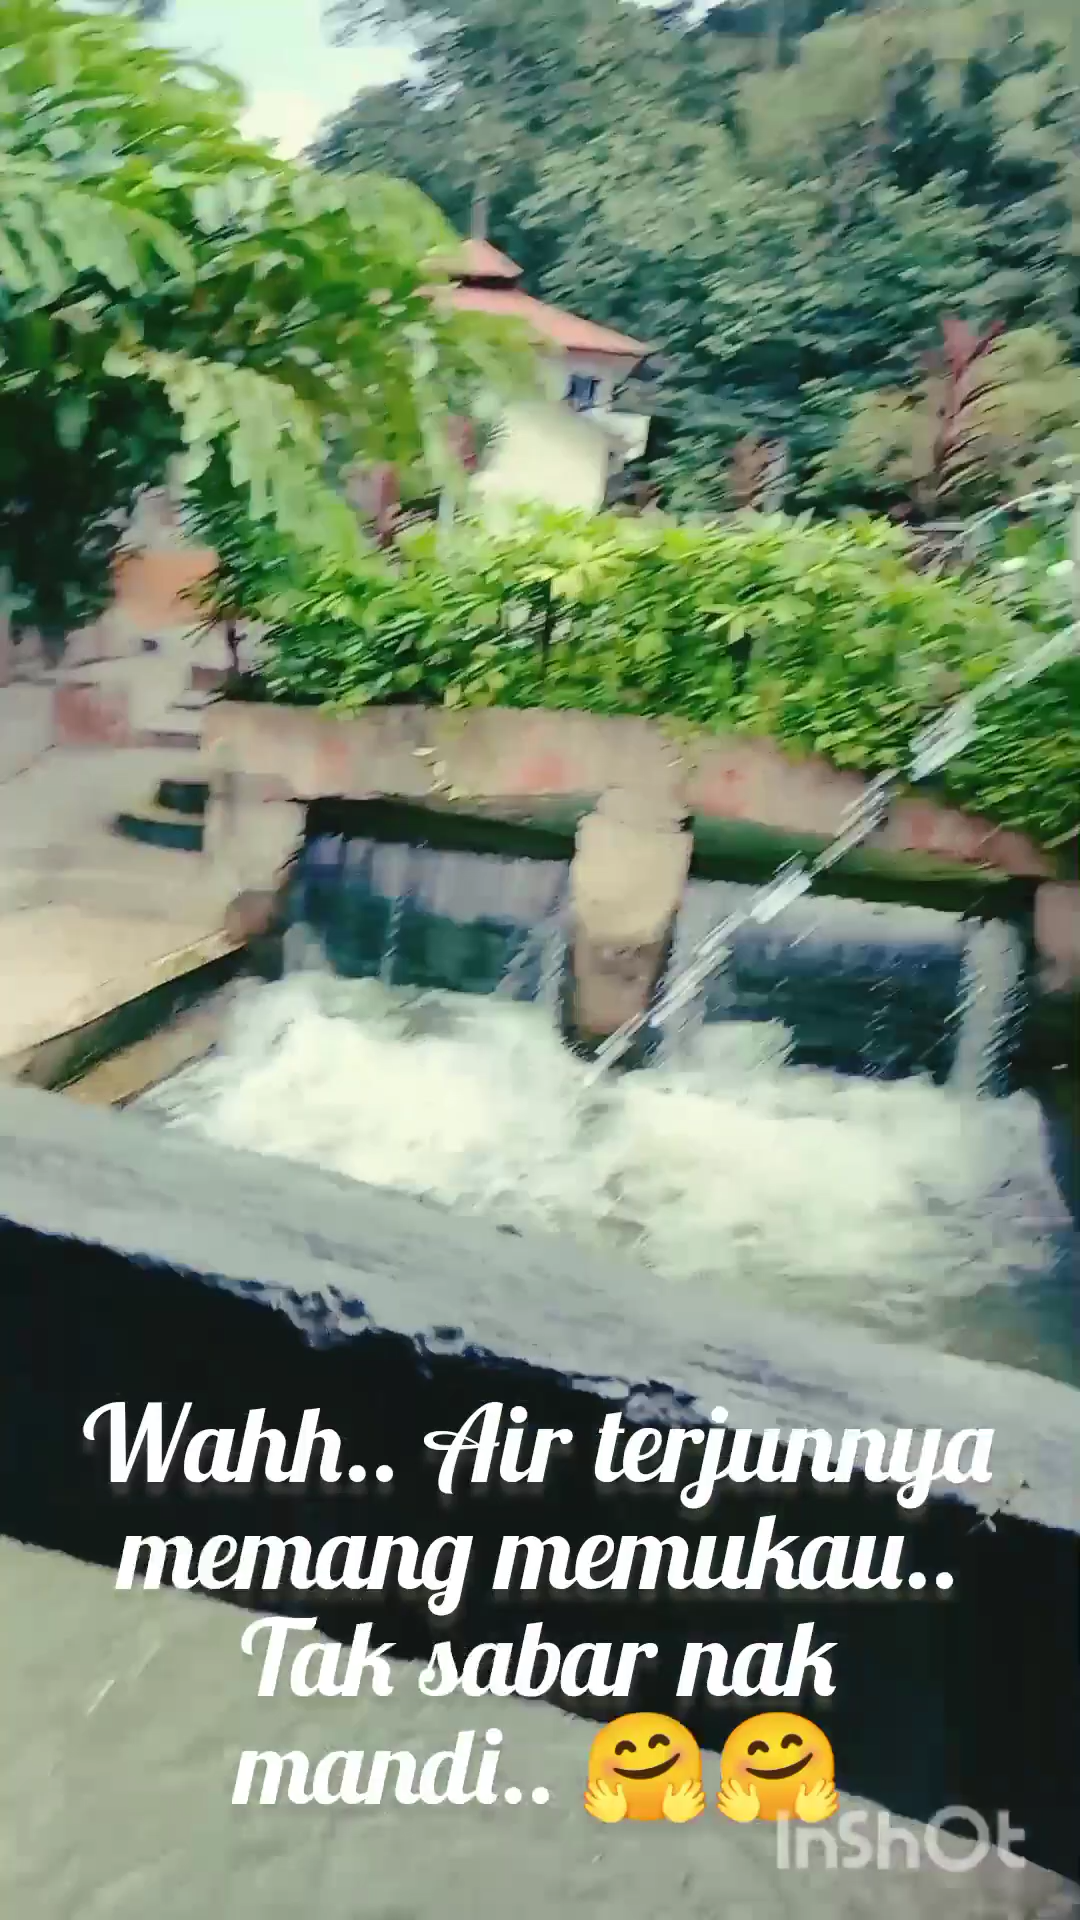 Wahh.. Air terjunnya
memang memukau..
Tak sabar nak
mandi.. 🤗🤗
InShOt